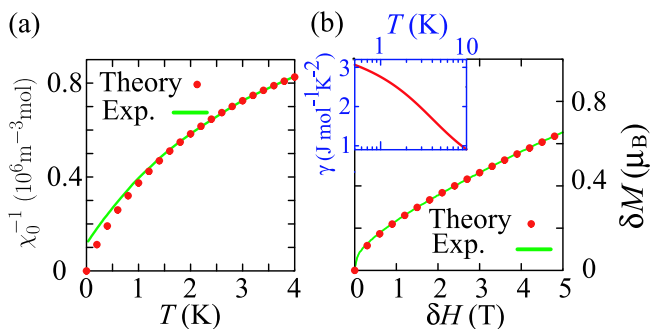 (a)
χ₀⁻¹ (10⁶m⁻³mol)
0.8
0.4
0
Theory
Exp.
0 1 2 3 4
T (K)
(b)
T (K)
1 10
γ (J mol⁻¹K⁻²)
3
2
1
Theory
Exp.
0.8
0.4
0
δM (μB)
0 1 2 3 4 5
δH (T)